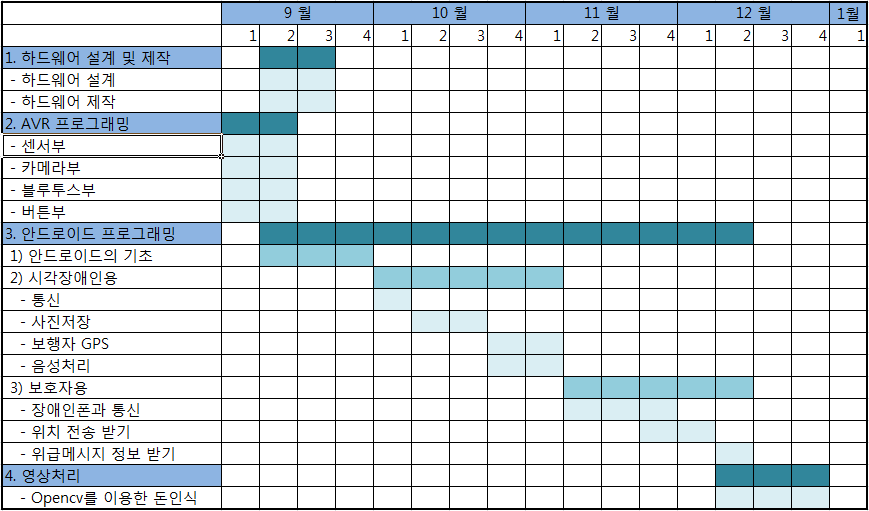 9 월 10 월 11 월 12 월 1월
1 2 3 4 1 2 3 4 1 2 3 4 1 2 3 4 1
1. 하드웨어 설계 및 제작
- 하드웨어 설계
- 하드웨어 제작
2. AVR 프로그래밍
- 센서부
- 카메라부
- 블루투스부
- 버튼부
3. 안드로이드 프로그래밍
1) 안드로이드의 기초
2) 시각장애인용
- 통신
- 사진저장
- 보행자 GPS
- 음성처리
3) 보호자용
- 장애인폰과 통신
- 위치 전송 받기
- 위급메시지 정보 받기
4. 영상처리
- Opencv를 이용한 돈인식